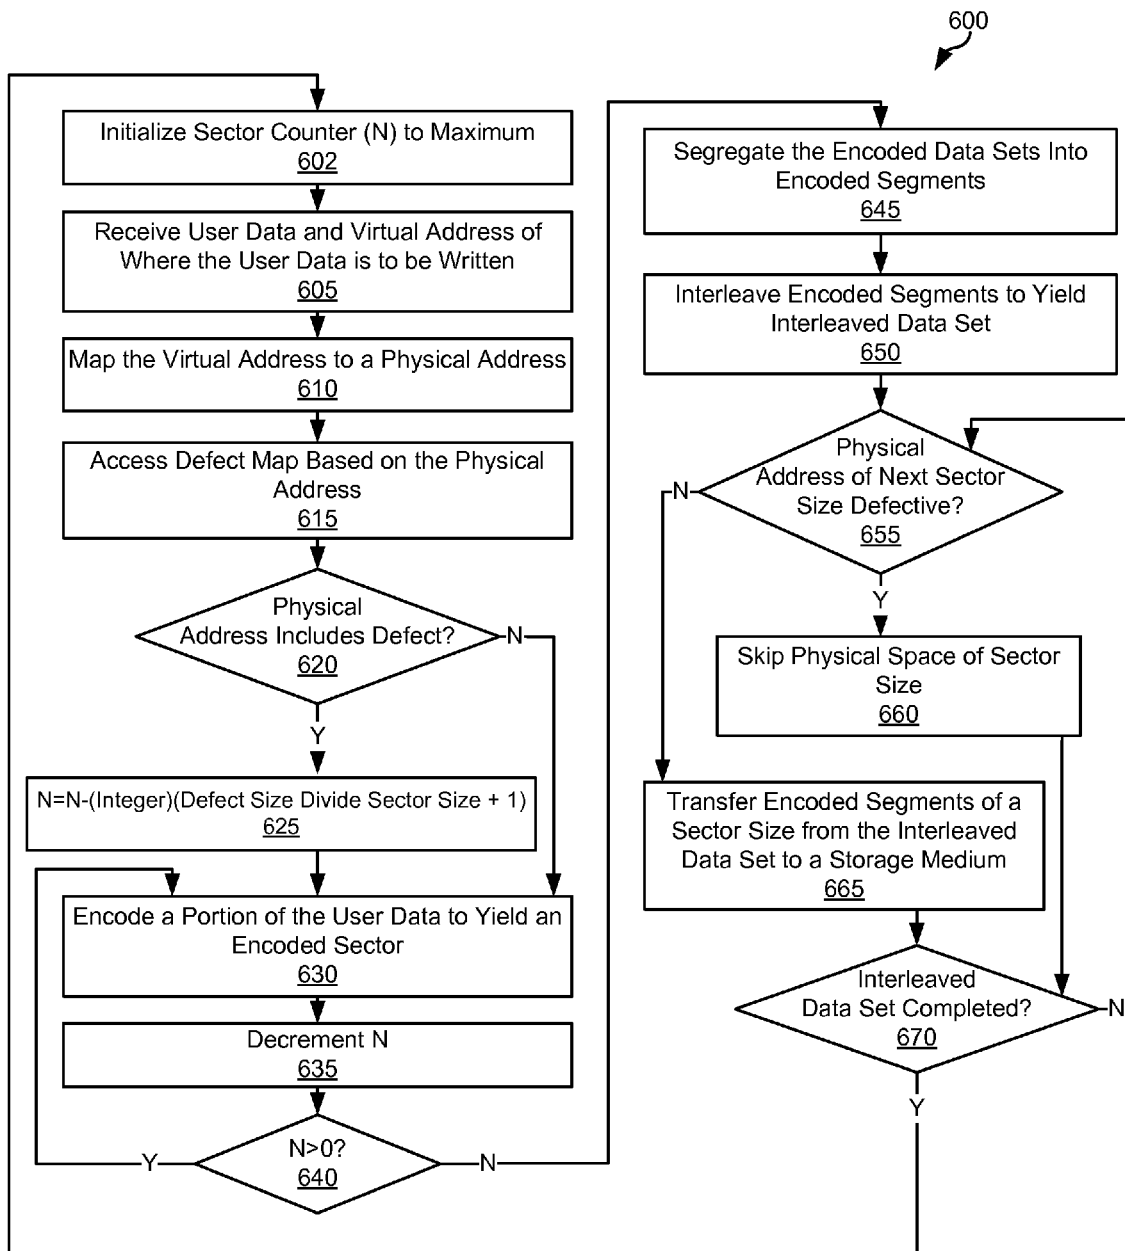 600
Initialize Sector Counter (N) to Maximum
602
Receive User Data and Virtual Address of
Where the User Data is to be Written
605
Map the Virtual Address to a Physical Address
610
Access Defect Map Based on the Physical
Address
615
Physical
Address Includes Defect?
620
N
Y
N=N-(Integer)(Defect Size Divide Sector Size + 1)
625
Encode a Portion of the User Data to Yield an
Encoded Sector
630
Decrement N
635
N>0?
640
Y
N
Segregate the Encoded Data Sets Into
Encoded Segments
645
Interleave Encoded Segments to Yield
Interleaved Data Set
650
Physical
Address of Next Sector
Size Defective?
655
N
Y
Skip Physical Space of Sector
Size
660
Transfer Encoded Segments of a
Sector Size from the Interleaved
Data Set to a Storage Medium
665
Interleaved
Data Set Completed?
670
N
Y